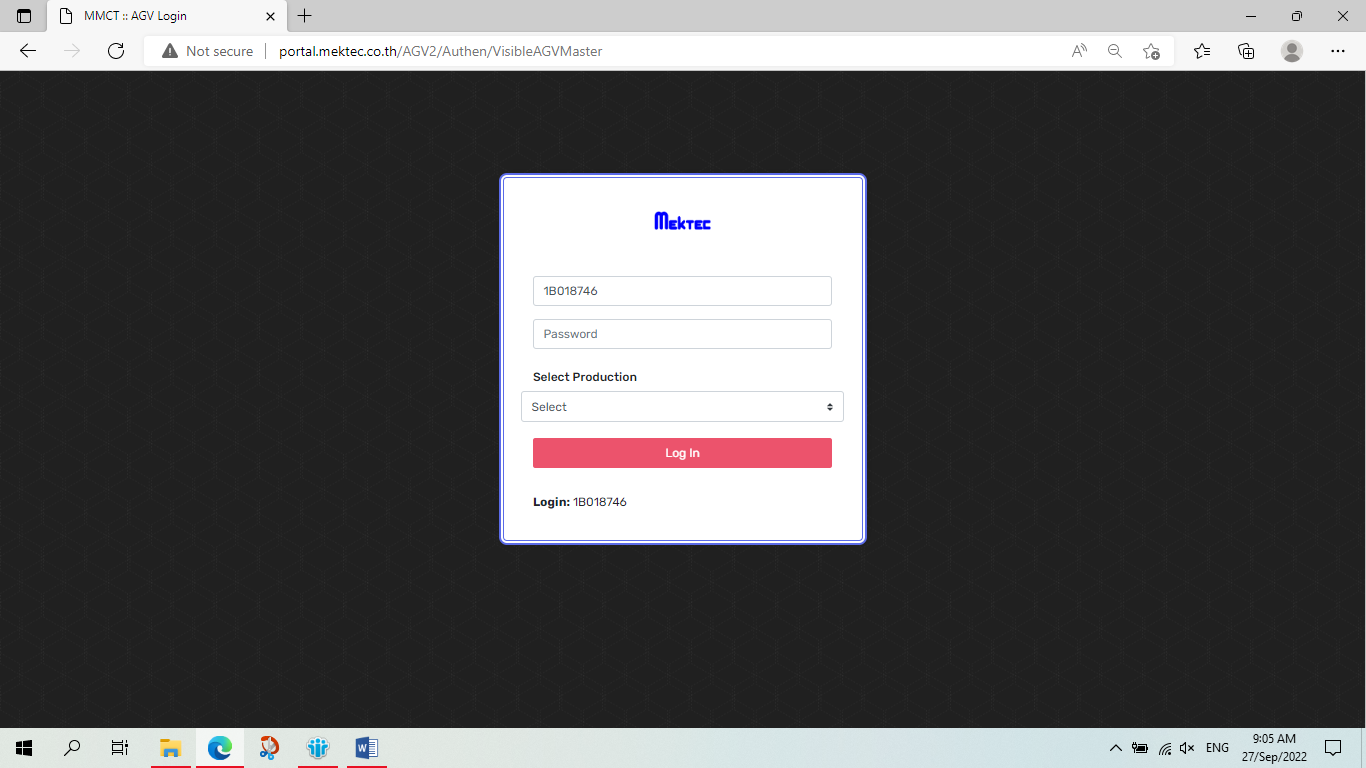 MMCT :: AGV Login
Not secure
portal.mektec.co.th/AGV2/Authen/VisibleAGVMaster
MEKTEC
1B018746
Password
Select Production
Select
Log In
Login: 1B018746
ENG
9:05 AM
27/Sep/2022